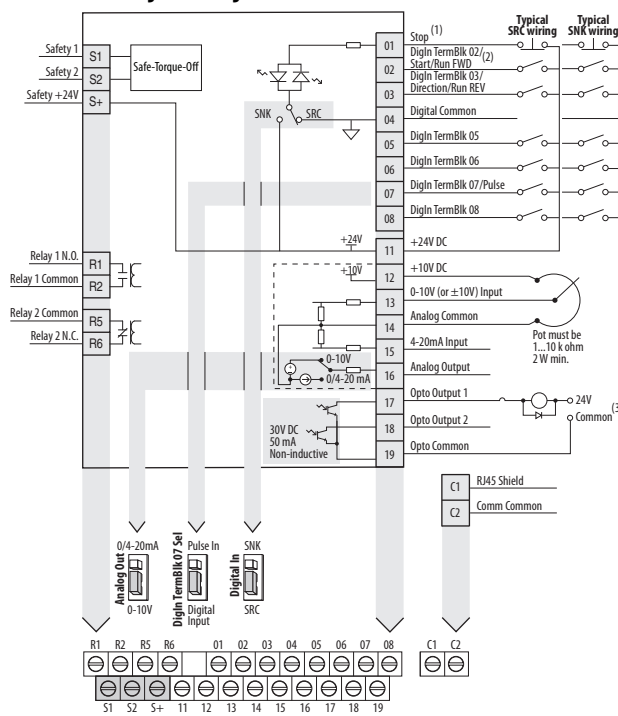 Typical Typical
SRC wiring SNK wiring
Safety 1 S1
Safety 2 S2
Safety +24V S+
Safe-Torque-Off
SNK SRC
01 Stop (1)
02 DigIn TermBlk 02/ (2)
Start/Run FWD
03 DigIn TermBlk 03/
Direction/Run REV
04 Digital Common
05 DigIn TermBlk 05
06 DigIn TermBlk 06
07 DigIn TermBlk 07/Pulse
08 DigIn TermBlk 08
+24V 11 +24V DC
+10V 12 +10V DC
13 0-10V (or ±10V) Input
14 Analog Common
15 4-20mA Input
16 Analog Output
17 Opto Output 1
18 Opto Output 2
19 Opto Common
Relay 1 N.O. R1
Relay 1 Common R2
Relay 2 Common R5
Relay 2 N.C. R6
0-10V
0/4-20 mA
30V DC
50 mA
Non-inductive
Pot must be
1...10 k ohm
2 W min.
24V
Common (3
C1 RJ45 Shield
C2 Comm Common
Analog Out
0/4-20mA
0-10V
DigIn TermBlk 07 Sel
Pulse In
Digital
Input
Digital In
SNK
SRC
R1 R2 R5 R6 01 02 03 04 05 06 07 08 C1 C2
S1 S2 S+ 11 12 13 14 15 16 17 18 19